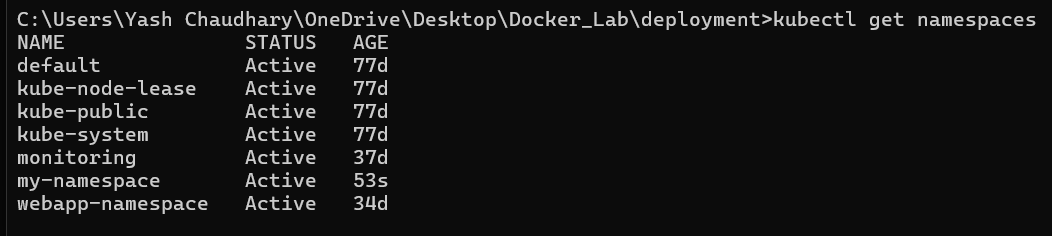 C:\Users\Yash Chaudhary\OneDrive\Desktop\Docker_Lab\deployment>kubectl get namespaces
NAME STATUS AGE
default Active 77d
kube-node-lease Active 77d
kube-public Active 77d
kube-system Active 77d
monitoring Active 37d
my-namespace Active 53s
webapp-namespace Active 34d